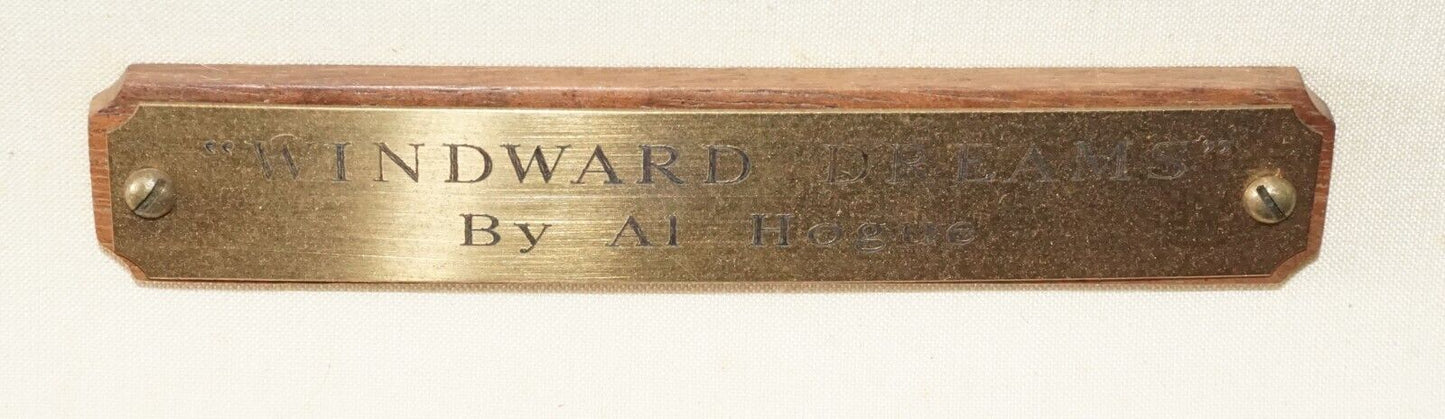 "WINDWARD DREAMS"
By Al Hogue